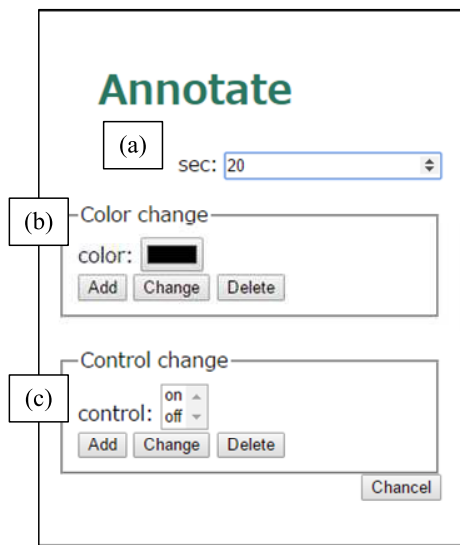 Annotate
(a)
sec: 20
(b)
Color change
color:
Add Change Delete
Control change
(c)
control: on
off
Add Change Delete
Chancel